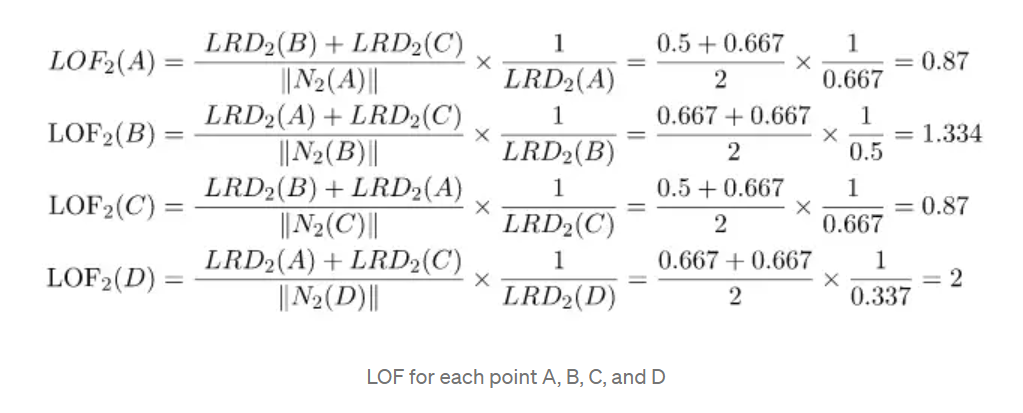 LOF₂(A) = LRD₂(B) + LRD₂(C) / ‖N₂(A)‖ × 1 / LRD₂(A) = 0.5 + 0.667 / 2 × 1 / 0.667 = 0.87
LOF₂(B) = LRD₂(A) + LRD₂(C) / ‖N₂(B)‖ × 1 / LRD₂(B) = 0.667 + 0.667 / 2 × 1 / 0.5 = 1.334
LOF₂(C) = LRD₂(B) + LRD₂(A) / ‖N₂(C)‖ × 1 / LRD₂(C) = 0.5 + 0.667 / 2 × 1 / 0.667 = 0.87
LOF₂(D) = LRD₂(A) + LRD₂(C) / ‖N₂(D)‖ × 1 / LRD₂(D) = 0.667 + 0.667 / 2 × 1 / 0.337 = 2
LOF for each point A, B, C, and D